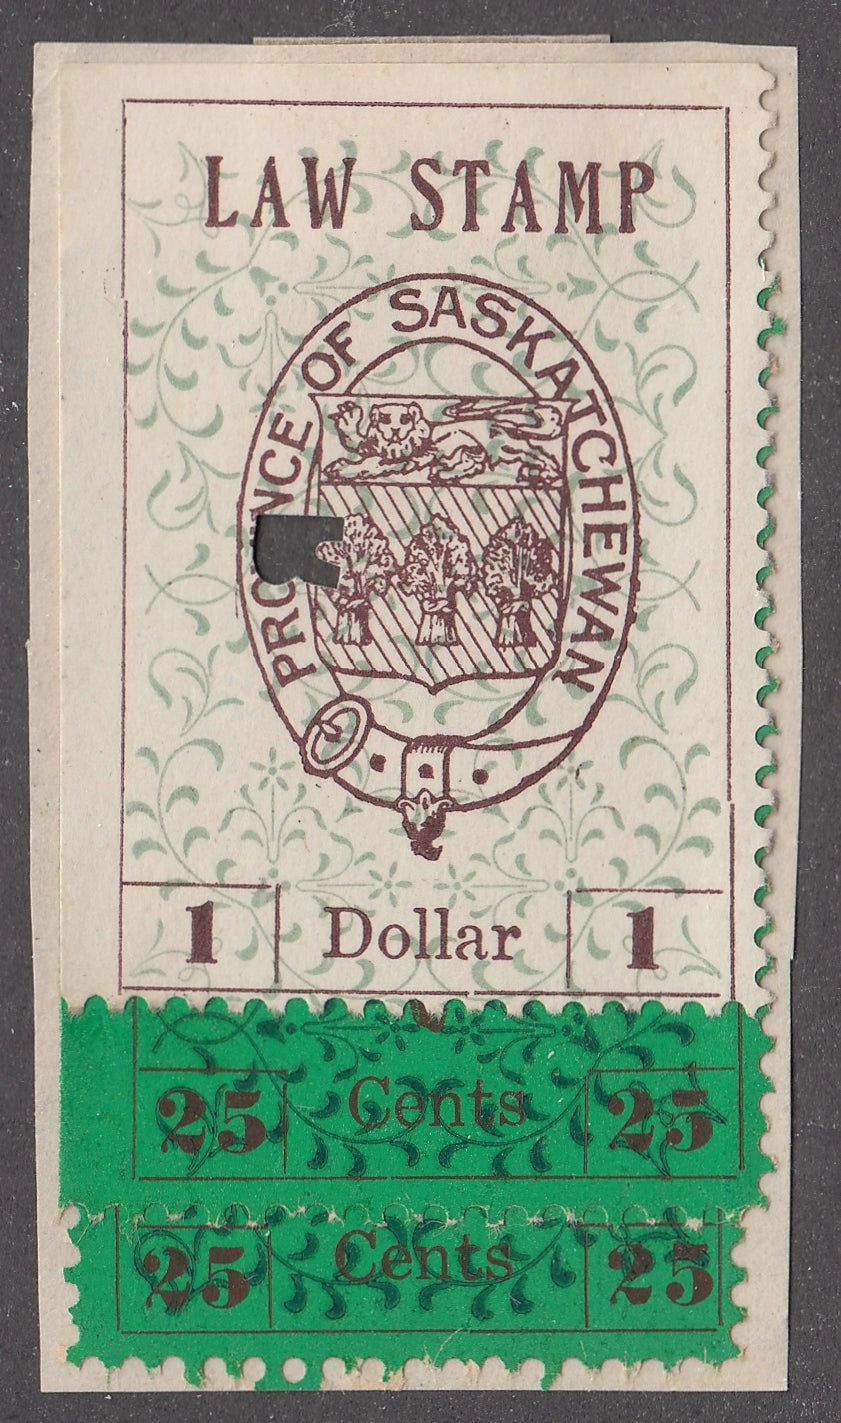 LAW STAMP
PROVINCE OF SASKATCHEWAN
1 Dollar 1
25 Cents 25
25 Cents 25